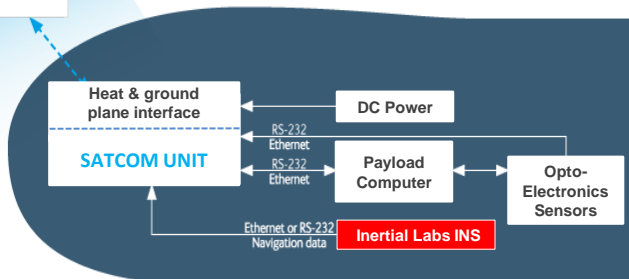 Heat & ground
plane interface
SATCOM UNIT
DC Power
RS-232
Ethernet
RS-232
Ethernet
Payload
Computer
Opto-
Electronics
Sensors
Ethernet or RS-232
Navigation data
Inertial Labs INS